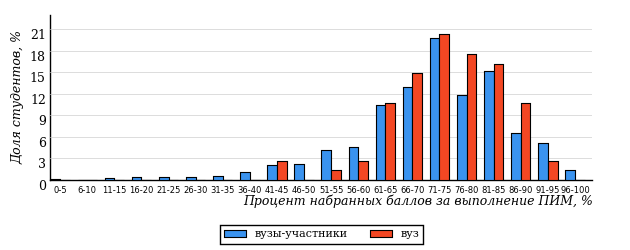 Доля студентов, %
21
18
15
12
9
6
3
0
0-5 6-10 11-15 16-20 21-25 26-30 31-35 36-40 41-45 46-50 51-55 56-60 61-65 66-70 71-75 76-80 81-85 86-90 91-95 96-100
Процент набранных баллов за выполнение ПИМ, %
вузы-участники вуз